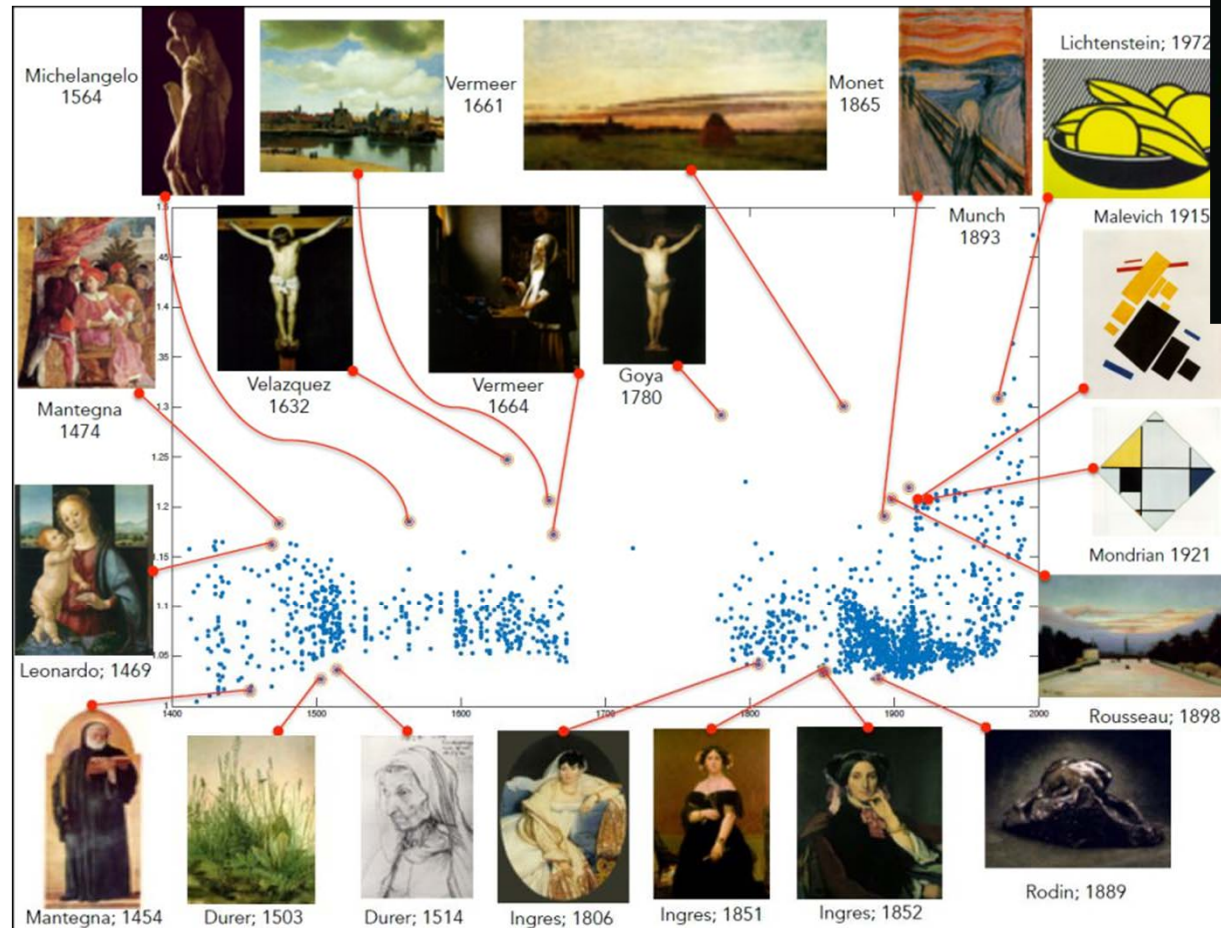 Michelangelo
1564
Vermeer
1661
Monet
1865
Munch
1893
Lichtenstein; 1972
Malevich 1915
Mantegna
1474
Velazquez
1632
Vermeer
1664
Goya
1780
Leonardo; 1469
Mondrian 1921
Rousseau; 1898
1.45
1.4
1.35
1.3
1.25
1.2
1.15
1.1
1.05
1
1400
1500
1600
1700
1800
1900
2000
Mantegna; 1454
Durer; 1503
Durer; 1514
Ingres; 1806
Ingres; 1851
Ingres; 1852
Rodin; 1889